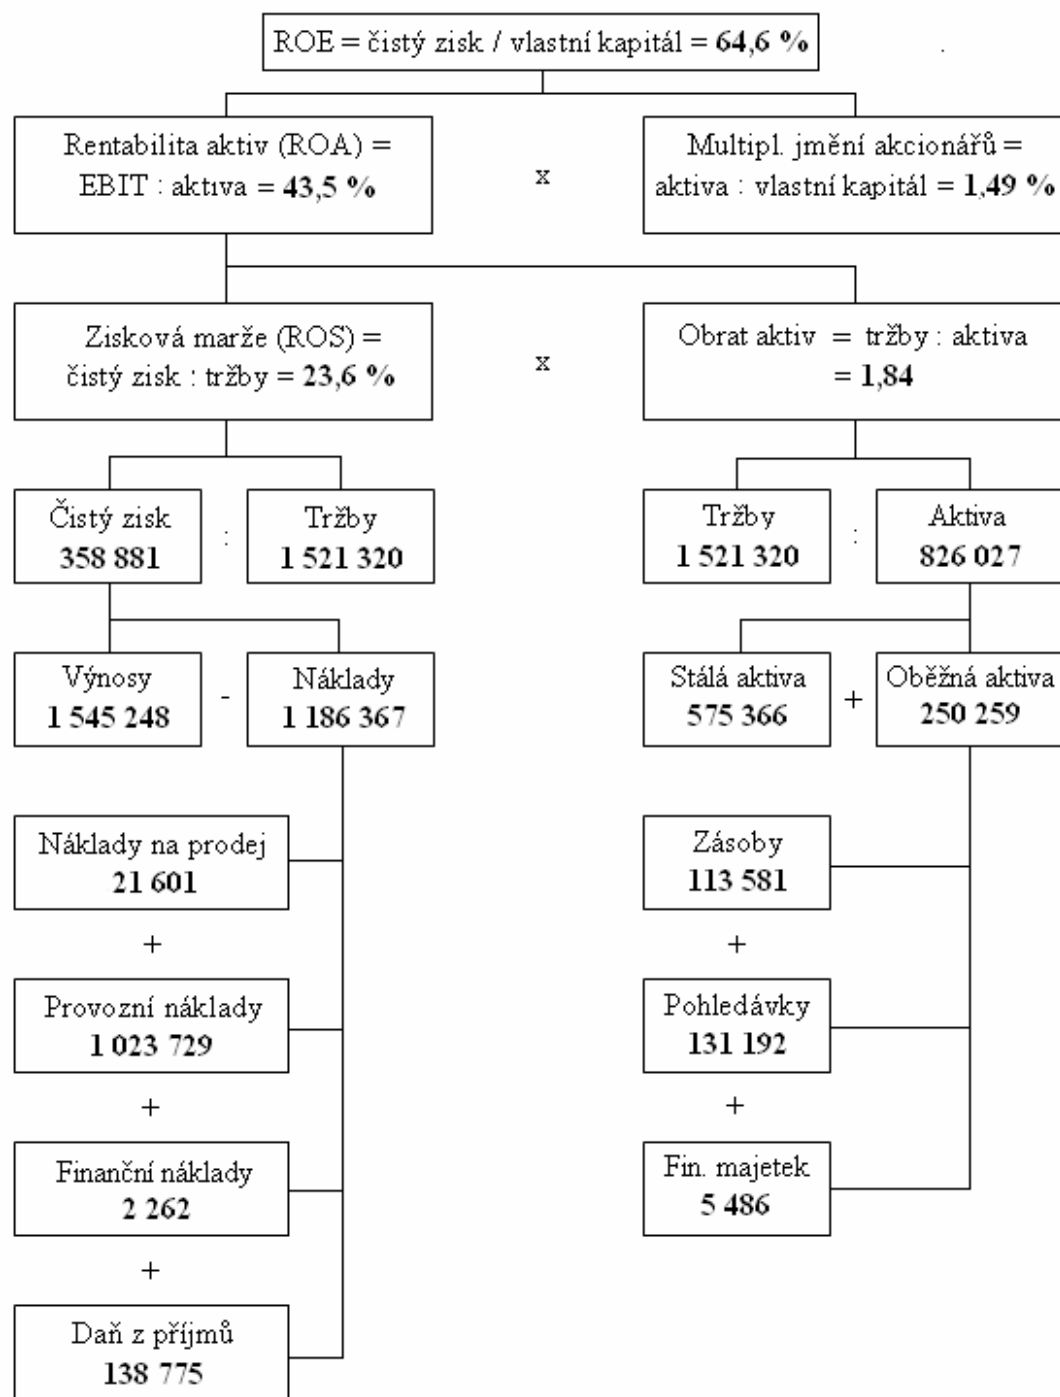 ROE = čistý zisk / vlastní kapitál = 64,6 %
Rentabilita aktiv (ROA) =
EBIT : aktiva = 43,5 %
x
Multipl. jmění akcionářů =
aktiva : vlastní kapitál = 1,49 %
Zisková marže (ROS) =
čistý zisk : tržby = 23,6 %
x
Obrat aktiv = tržby : aktiva
= 1,84
Čistý zisk
358 881
:
Tržby
1 521 320
Tržby
1 521 320
:
Aktiva
826 027
Výnosy
1 545 248
-
Náklady
1 186 367
Stálá aktiva
575 366
+
Oběžná aktiva
250 259
Náklady na prodej
21 601
+
Provozní náklady
1 023 729
+
Finanční náklady
2 262
+
Daň z příjmů
138 775
Zásoby
113 581
+
Pohledávky
131 192
+
Fin. majetek
5 486